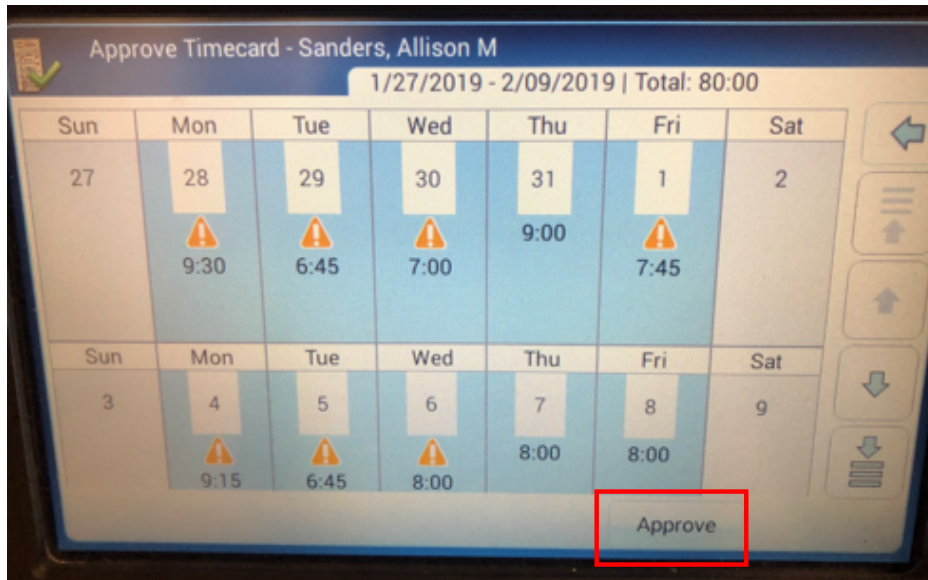 Approve Timecard - Sanders, Allison M
1/27/2019 - 2/09/2019 | Total: 80:00
Sun Mon Tue Wed Thu Fri Sat
27 28 29 30 31 1 2
9:30 6:45 7:00 9:00 7:45
Sun Mon Tue Wed Thu Fri Sat
3 4 5 6 7 8 9
9:15 6:45 8:00 8:00 8:00
Approve